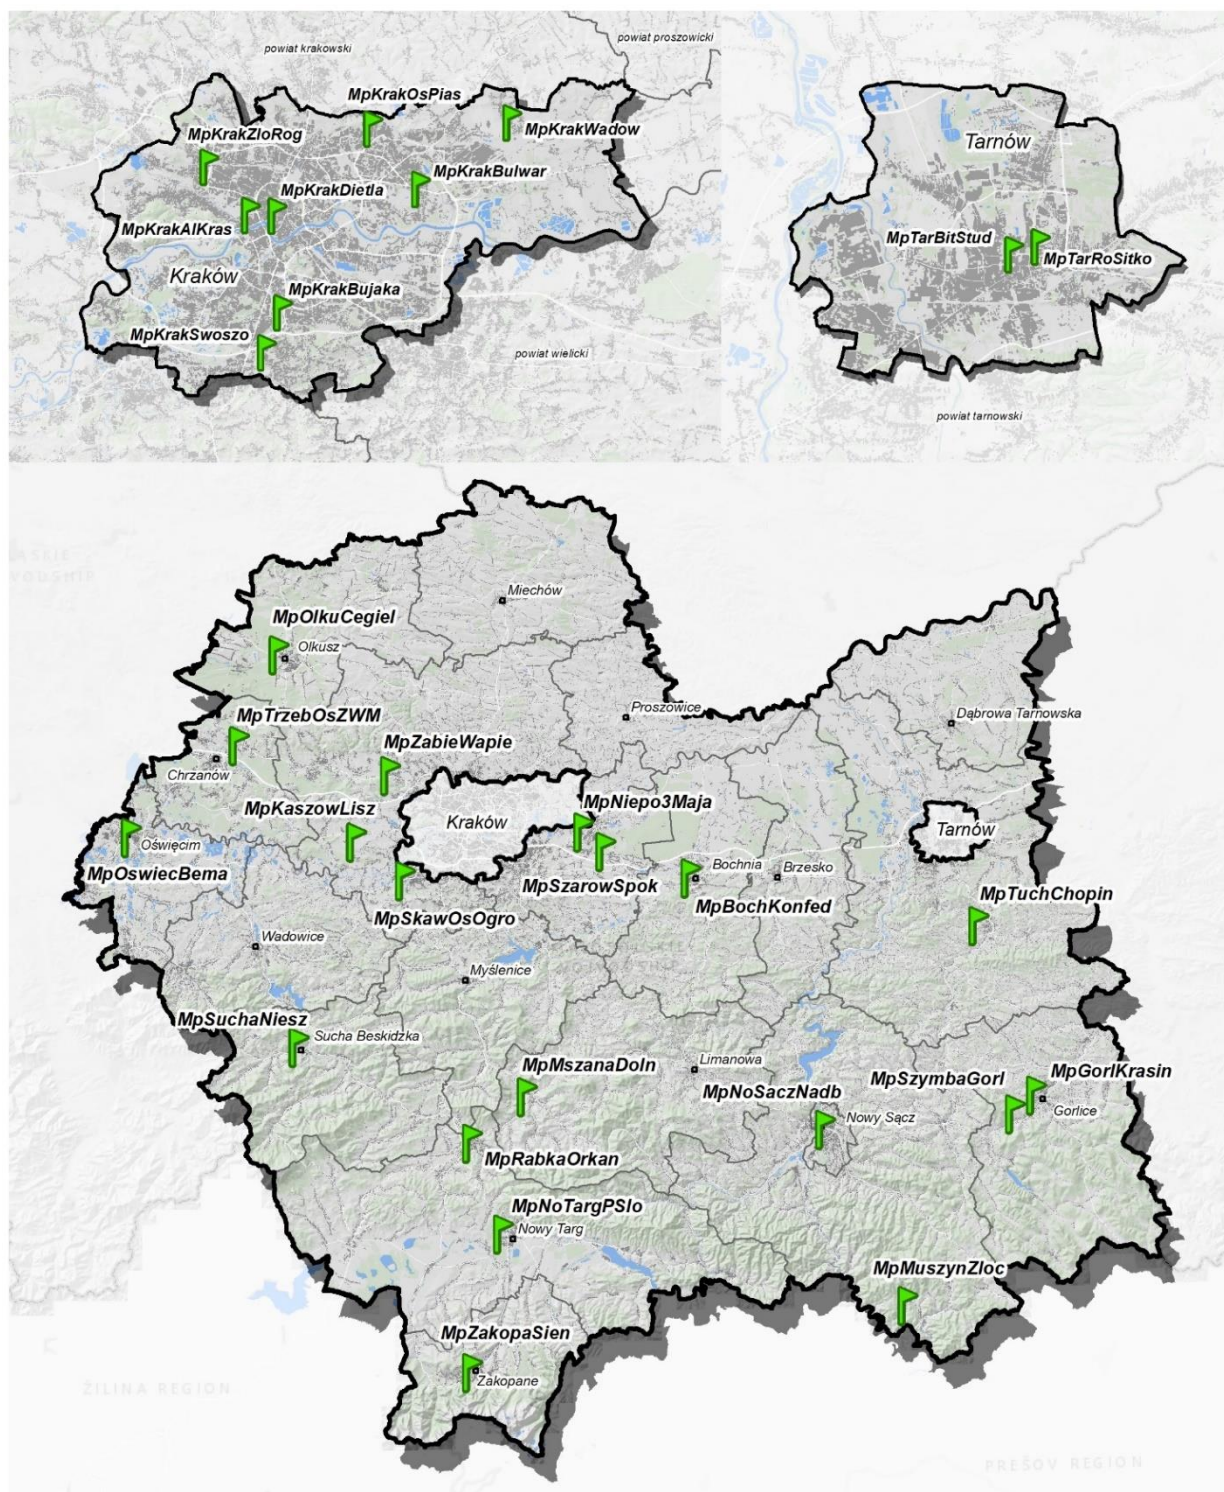 powiat krakowski
powiat proszowicki
MpKrakOsPias
MpKrakZloRog
MpKrakWadow
MpKrakDietla
MpKrakBulwar
MpKrakAlKras
Kraków
MpKrakBujaka
MpKrakSwoszo
powiat wielicki
Tarnów
MpTarBitStud
MpTarRoSitko
powiat tarnowski
Miechów
MpOlkuCegiel
Olkusz
MpTrzebOsZWM
Proszowice
Dąbrowa Tarnowska
MpZabieWapie
Chrzanów
MpKaszowLisz
Kraków
MpNiepo3Maja
Tarnów
Oświęcim
MpOswiecBema
MpSkawOsOgro
MpSzarowSpok
Bochnia
Brzesko
MpBochKonfed
MpTuchChopin
Wadowice
Myślenice
MpSuchaNiesz
Sucha Beskidzka
MpMszanaDoln
Limanowa
MpNoSaczNadb
MpSzymbaGorl
MpGorlKrasin
Nowy Sącz
Gorlice
MpRabkaOrkan
MpNoTargPSlo
Nowy Targ
MpMuszynZloc
MpZakopaSien
Zakopane
ŽILINA REGION
PREŠOV REGION